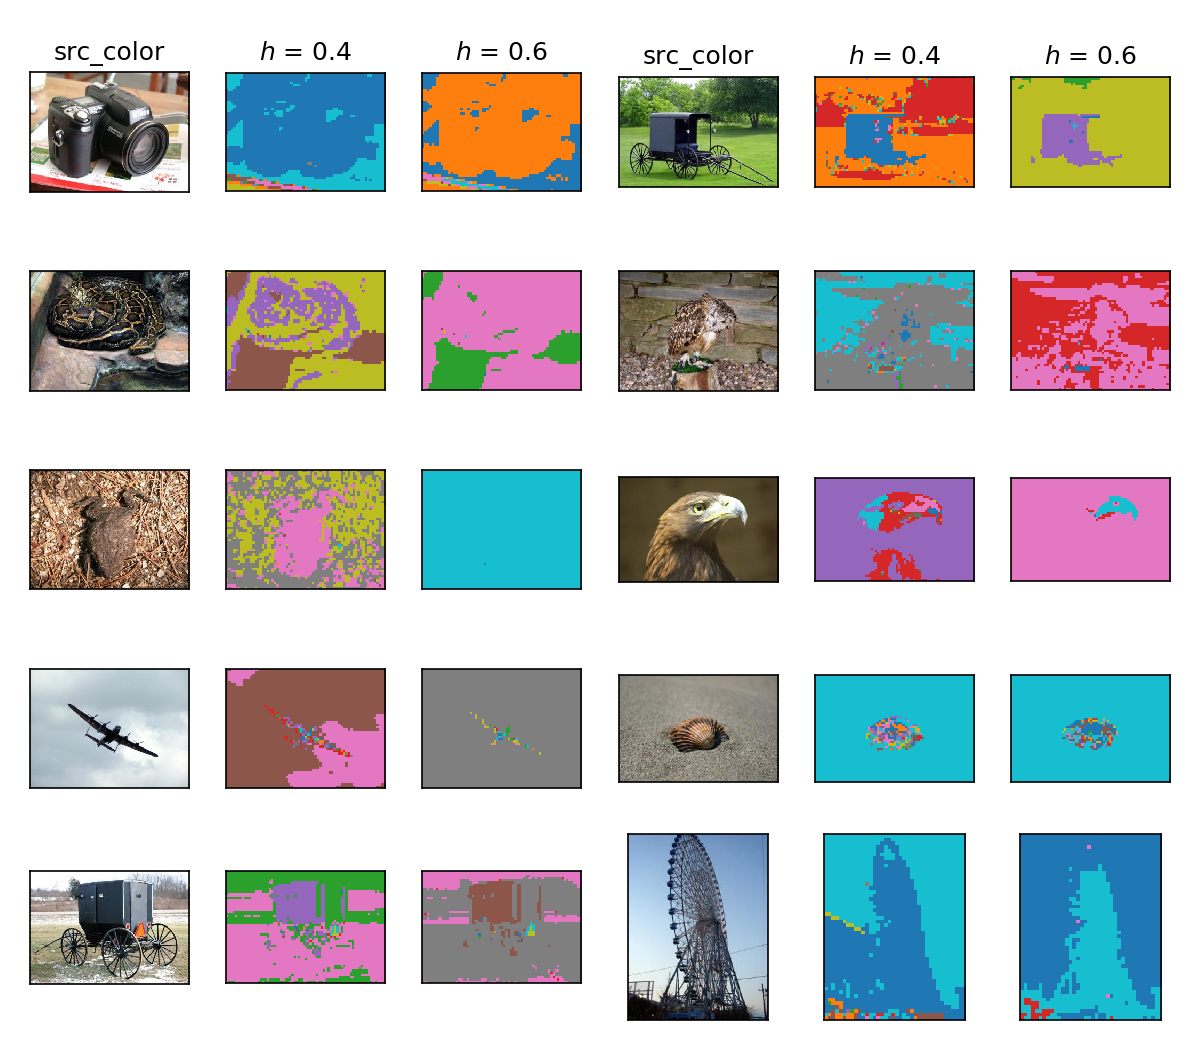 src_color h = 0.4 h = 0.6 src_color h = 0.4 h = 0.6